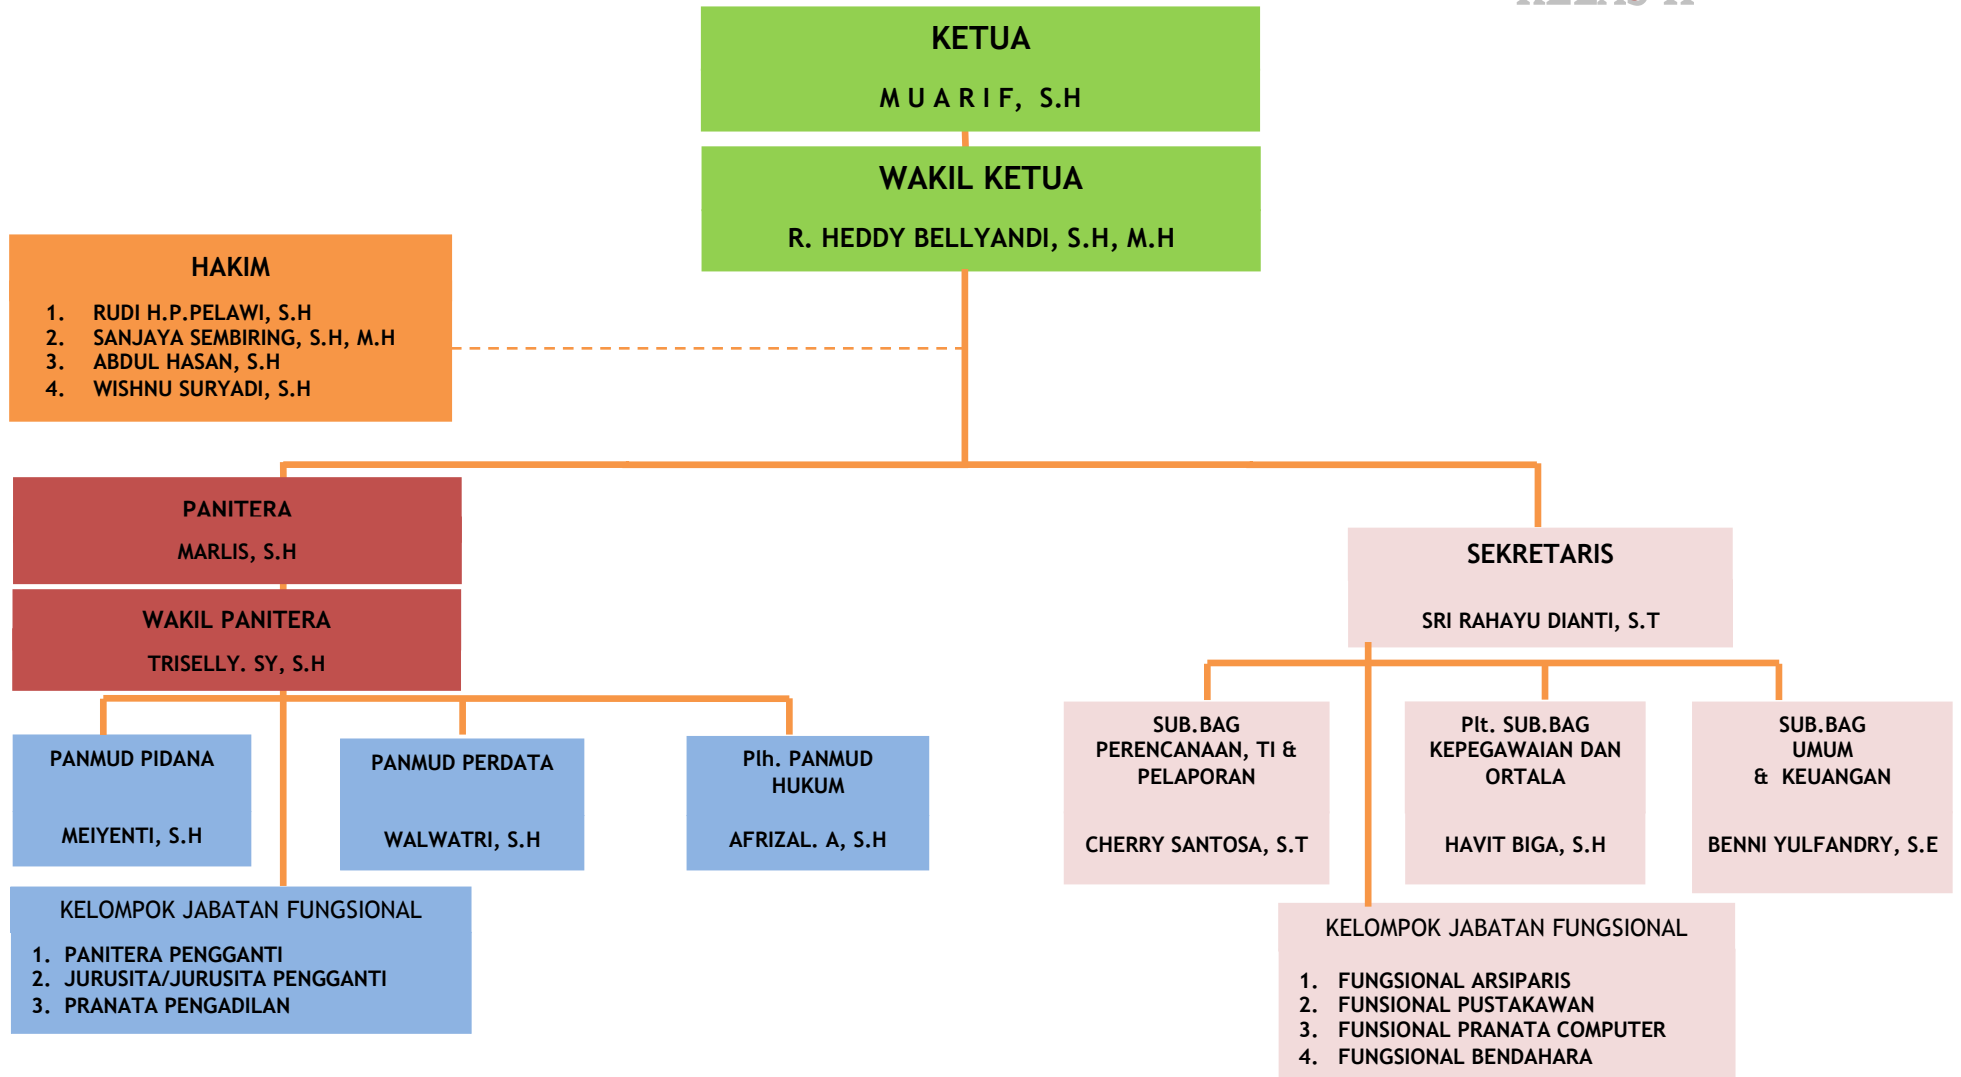 KETUA
M U A R I F, S.H
WAKIL KETUA
R. HEDDY BELLYANDI, S.H, M.H
HAKIM
1. RUDI H.P.PELAWI, S.H
2. SANJAYA SEMBIRING, S.H, M.H
3. ABDUL HASAN, S.H
4. WISHNU SURYADI, S.H
PANITERA
MARLIS, S.H
WAKIL PANITERA
TRISELLY. SY, S.H
SEKRETARIS
SRI RAHAYU DIANTI, S.T
PANMUD PIDANA
MEIYENTI, S.H
PANMUD PERDATA
WALWATRI, S.H
Plh. PANMUD
HUKUM
AFRIZAL. A, S.H
SUB.BAG
PERENCANAAN, TI &
PELAPORAN
CHERRY SANTOSA, S.T
Plt. SUB.BAG
KEPEGAWAIAN DAN
ORTALA
HAVIT BIGA, S.H
SUB.BAG
UMUM
& KEUANGAN
BENNI YULFANDRY, S.E
KELOMPOK JABATAN FUNGSIONAL
1. PANITERA PENGGANTI
2. JURUSITA/JURUSITA PENGGANTI
3. PRANATA PENGADILAN
KELOMPOK JABATAN FUNGSIONAL
1. FUNGSIONAL ARSIPARIS
2. FUNSIONAL PUSTAKAWAN
3. FUNSIONAL PRANATA COMPUTER
4. FUNGSIONAL BENDAHARA